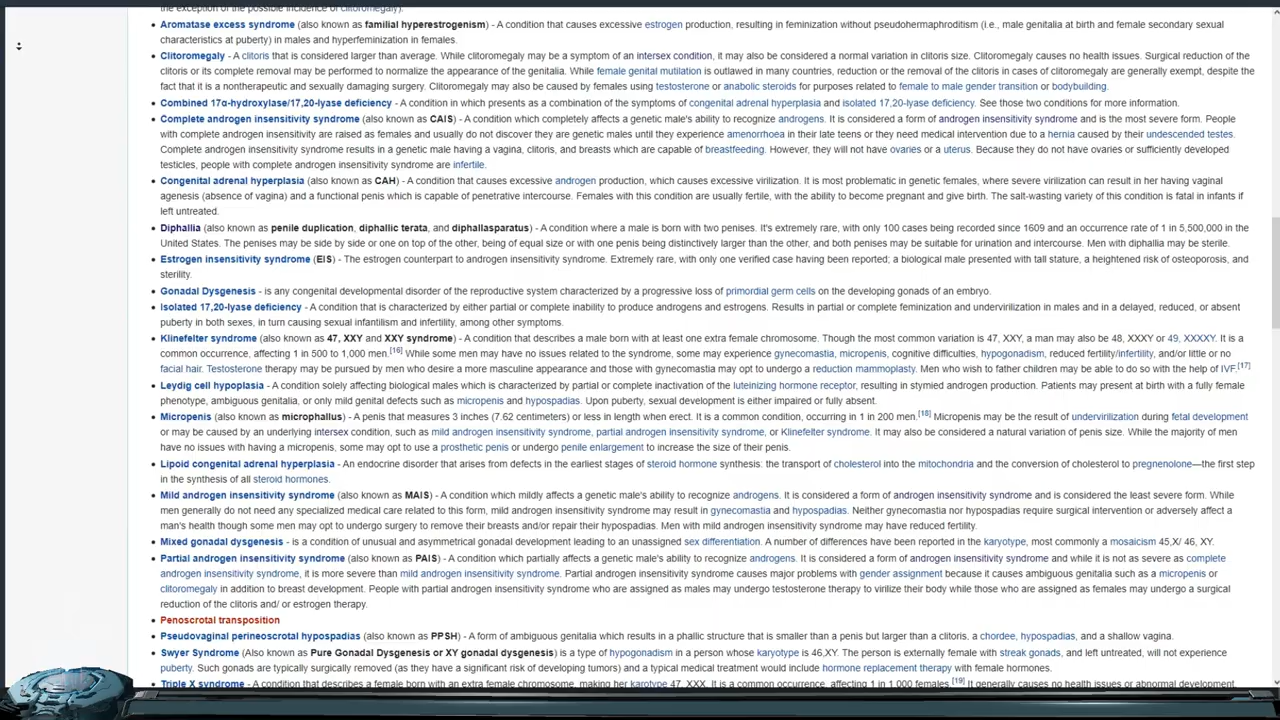 the exception of the possible incidence of clitoromegaly).
Aromatase excess syndrome (also known as familial hyperestrogenism) - A condition that causes excessive estrogen production, resulting in feminization without pseudohermaphroditism (i.e., male genitalia at birth and female secondary sexual
characteristics at puberty) in males and hyperfeminization in females.
Clitoromegaly - A clitoris that is considered larger than average. While clitoromegaly may be a symptom of an intersex condition, it may also be considered a normal variation in clitoris size. Clitoromegaly causes no health issues. Surgical reduction of the
clitoris or its complete removal may be performed to normalize the appearance of the genitalia. While female genital mutilation is outlawed in many countries, reduction or the removal of the clitoris in cases of clitoromegaly are generally exempt, despite the
fact that it is a nontherapeutic and sexually damaging surgery. Clitoromegaly may also be caused by females using testosterone or anabolic steroids for purposes related to female to male gender transition or bodybuilding.
Combined 17α-hydroxylase/17,20-lyase deficiency - A condition in which presents as a combination of the symptoms of congenital adrenal hyperplasia and isolated 17,20-lyase deficiency. See those two conditions for more information.
Complete androgen insensitivity syndrome (also known as CAIS) - A condition which completely affects a genetic male's ability to recognize androgens. It is considered a form of androgen insensitivity syndrome and is the most severe form. People
with complete androgen insensitivity are raised as females and usually do not discover they are genetic males until they experience amenorrhoea in their late teens or they need medical intervention due to a hernia caused by their undescended testes.
Complete androgen insensitivity syndrome results in a genetic male having a vagina, clitoris, and breasts which are capable of breastfeeding. However, they will not have ovaries or a uterus. Because they do not have ovaries or sufficiently developed
testicles, people with complete androgen insensitivity syndrome are infertile.
Congenital adrenal hyperplasia (also known as CAH) - A condition that causes excessive androgen production, which causes excessive virilization. It is most problematic in genetic females, where severe virilization can result in her having vaginal
agenesis (absence of vagina) and a functional penis which is capable of penetrative intercourse. Females with this condition are usually fertile, with the ability to become pregnant and give birth. The salt-wasting variety of this condition is fatal in infants if
left untreated.
Diphallia (also known as penile duplication, diphallic terata, and diphallasparatus) - A condition where a male is born with two penises. It's extremely rare, with only 100 cases being recorded since 1609 and an occurrence rate of 1 in 5,500,000 in the
United States. The penises may be side by side or one on top of the other, being of equal size or with one penis being distinctively larger than the other, and both penises may be suitable for urination and intercourse. Men with diphallia may be sterile.
Estrogen insensitivity syndrome (EIS) - The estrogen counterpart to androgen insensitivity syndrome. Extremely rare, with only one verified case having been reported; a biological male presented with tall stature, a heightened risk of osteoporosis, and
sterility.
Gonadal Dysgenesis - is any congenital developmental disorder of the reproductive system characterized by a progressive loss of primordial germ cells on the developing gonads of an embryo.
Isolated 17,20-lyase deficiency - A condition that is characterized by either partial or complete inability to produce androgens and estrogens. Results in partial or complete feminization and undervirilization in males and in a delayed, reduced, or absent
puberty in both sexes, in turn causing sexual infantilism and infertility, among other symptoms.
Klinefelter syndrome (also known as 47, XXY and XXY syndrome) - A condition that describes a male born with at least one extra female chromosome. Though the most common variation is 47, XXY, a man may also be 48, XXXY or 49, XXXXY. It is a
common occurrence, affecting 1 in 500 to 1,000 men.[16] While some men may have no issues related to the syndrome, some may experience gynecomastia, micropenis, cognitive difficulties, hypogonadism, reduced fertility/infertility, and/or little or no
facial hair. Testosterone therapy may be pursued by men who desire a more masculine appearance and those with gynecomastia may opt to undergo a reduction mammoplasty. Men who wish to father children may be able to do so with the help of IVF.[17]
Leydig cell hypoplasia - A condition solely affecting biological males which is characterized by partial or complete inactivation of the luteinizing hormone receptor, resulting in stymied androgen production. Patients may present at birth with a fully female
phenotype, ambiguous genitalia, or only mild genital defects such as micropenis and hypospadias. Upon puberty, sexual development is either impaired or fully absent.
Micropenis (also known as microphallus) - A penis that measures 3 inches (7.62 centimeters) or less in length when erect. It is a common condition, occurring in 1 in 200 men.[18] Micropenis may be the result of undervirilization during fetal development
or may be caused by an underlying intersex condition, such as mild androgen insensitivity syndrome, partial androgen insensitivity syndrome, or Klinefelter syndrome. It may also be considered a natural variation of penis size. While the majority of men
have no issues with having a micropenis, some may opt to use a prosthetic penis or undergo penile enlargement to increase the size of their penis.
Lipoid congenital adrenal hyperplasia - An endocrine disorder that arises from defects in the earliest stages of steroid hormone synthesis: the transport of cholesterol into the mitochondria and the conversion of cholesterol to pregnenolone—the first step
in the synthesis of all steroid hormones.
Mild androgen insensitivity syndrome (also known as MAIS) - A condition which mildly affects a genetic male's ability to recognize androgens. It is considered a form of androgen insensitivity syndrome and is considered the least severe form. While
men generally do not need any specialized medical care related to this form, mild androgen insensitivity syndrome may result in gynecomastia and hypospadias. Neither gynecomastia nor hypospadias require surgical intervention or adversely affect a
man's health though some men may opt to undergo surgery to remove their breasts and/or repair their hypospadias. Men with mild androgen insensitivity syndrome may have reduced fertility.
Mixed gonadal dysgenesis - is a condition of unusual and asymmetrical gonadal development leading to an unassigned sex differentiation. A number of differences have been reported in the karyotype, most commonly a mosaicism 45,X/ 46, XY.
Partial androgen insensitivity syndrome (also known as PAIS) - A condition which partially affects a genetic male's ability to recognize androgens. It is considered a form of androgen insensitivity syndrome and while it is not as severe as complete
androgen insensitivity syndrome, it is more severe than mild androgen insensitivity syndrome. Partial androgen insensitivity syndrome causes major problems with gender assignment because it causes ambiguous genitalia such as a micropenis or
clitoromegaly in addition to breast development. People with partial androgen insensitivity syndrome who are assigned as males may undergo testosterone therapy to virilize their body while those who are assigned as females may undergo a surgical
reduction of the clitoris and/ or estrogen therapy.
Penoscrotal transposition
Pseudovaginal perineoscrotal hypospadias (also known as PPSH) - A form of ambiguous genitalia which results in a phallic structure that is smaller than a penis but larger than a clitoris, a chordee, hypospadias, and a shallow vagina.
Swyer Syndrome (Also known as Pure Gonadal Dysgenesis or XY gonadal dysgenesis) is a type of hypogonadism in a person whose karyotype is 46,XY. The person is externally female with streak gonads, and left untreated, will not experience
puberty. Such gonads are typically surgically removed (as they have a significant risk of developing tumors) and a typical medical treatment would include hormone replacement therapy with female hormones.
Triple X syndrome - A condition that describes a female born with an extra female chromosome, making her karotype 47, XXX. It is a common occurrence, affecting 1 in 1,000 females.[19] It generally causes no health issues or abnormal development.